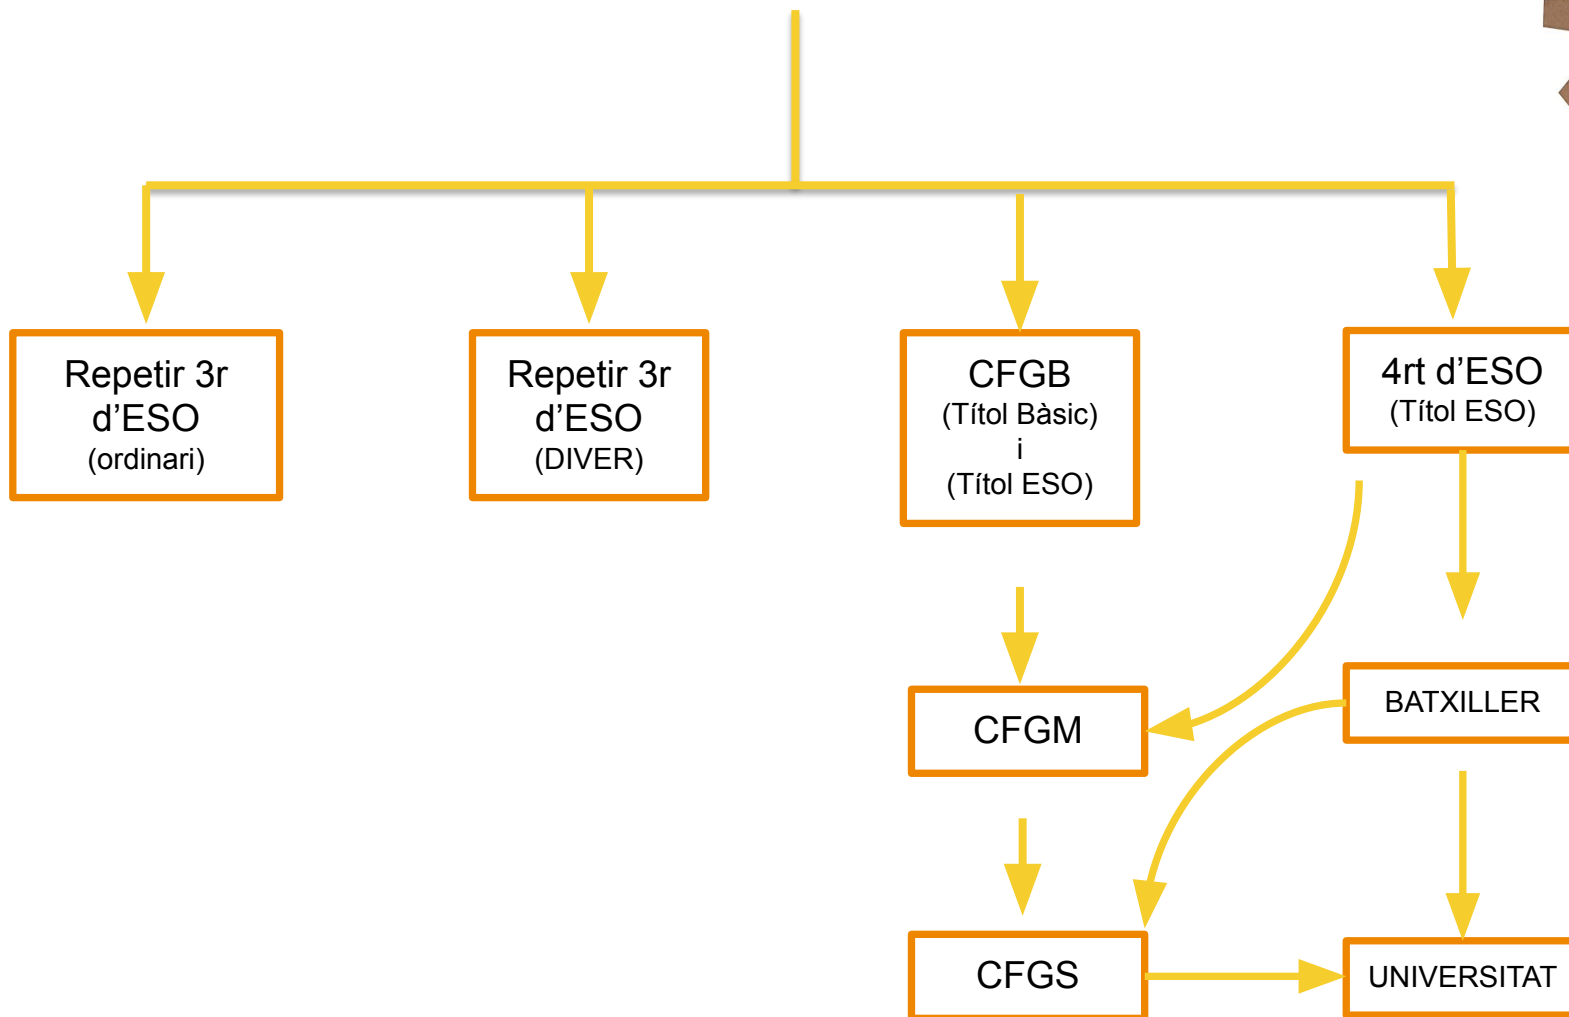 Repetir 3r
d’ESO
(ordinari)
Repetir 3r
d’ESO
(DIVER)
CFGB
(Títol Bàsic)
i
(Títol ESO)
4rt d’ESO
(Títol ESO)
CFGM
BATXILLER
CFGS
UNIVERSITAT